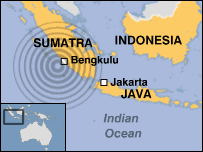 SUMATRA
INDONESIA
Bengkulu
Jakarta
JAVA
Indian
Ocean